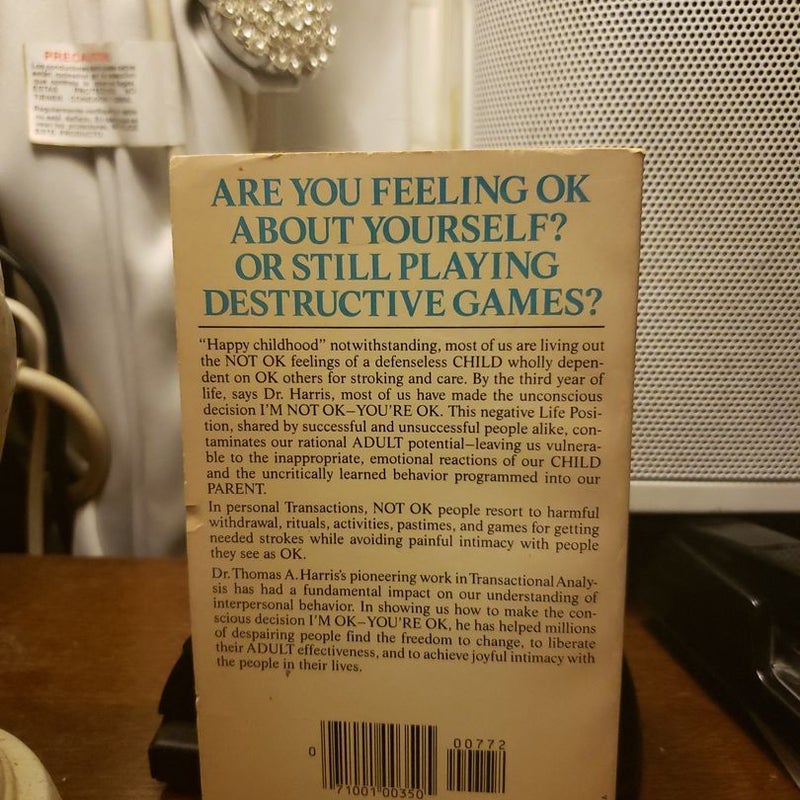 PRECAUCION
ARE YOU FEELING OK
ABOUT YOURSELF?
OR STILL PLAYING
DESTRUCTIVE GAMES?
“Happy childhood” notwithstanding, most of us are living out
the NOT OK feelings of a defenseless CHILD wholly depen-
dent on OK others for stroking and care. By the third year of
life, says Dr. Harris, most of us have made the unconscious
decision I'M NOT OK–YOU'RE OK. This negative Life Posi-
tion, shared by successful and unsuccessful people alike, con-
taminates our rational ADULT potential–leaving us vulnera-
ble to the inappropriate, emotional reactions of our CHILD
and the uncritically learned behavior programmed into our
PARENT.
In personal Transactions, NOT OK people resort to harmful
withdrawal, rituals, activities, pastimes, and games for getting
needed strokes while avoiding painful intimacy with people
they see as OK.
Dr. Thomas A. Harris's pioneering work in Transactional Analy-
sis has had a fundamental impact on our understanding of
interpersonal behavior. In showing us how to make the con-
scious decision I'M OK–YOU'RE OK, he has helped millions
of despairing people find the freedom to change, to liberate
their ADULT effectiveness, and to achieve joyful intimacy with
the people in their lives.
00772
0
71001 00350